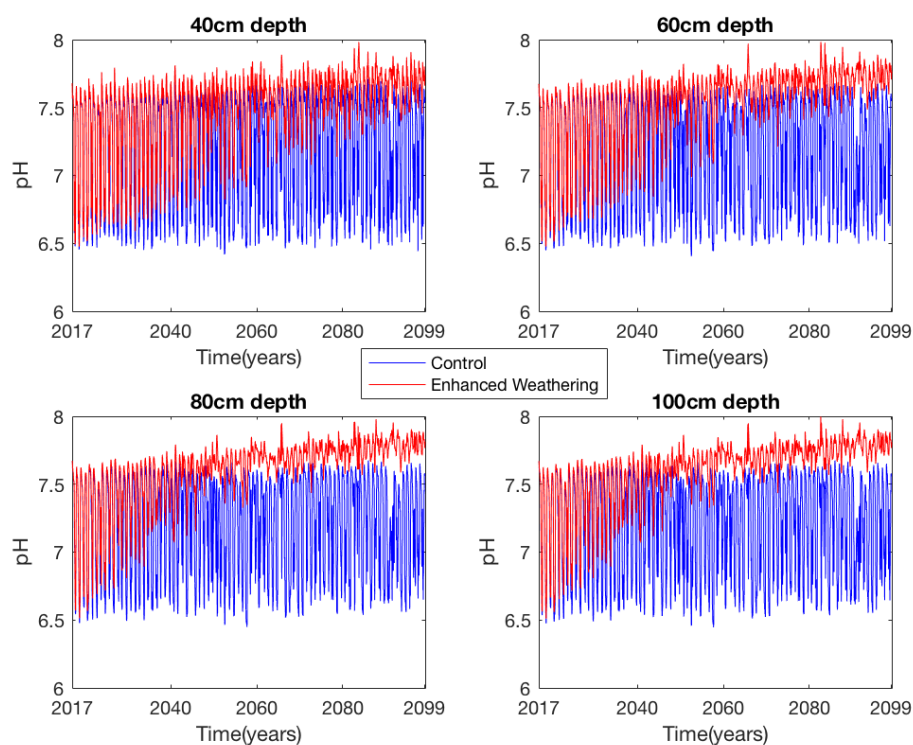 40cm depth
8
7.5
7
6.5
6
pH
2017 2040 2060 2080 2099
Time(years)
60cm depth
8
7.5
7
6.5
6
pH
2017 2040 2060 2080 2099
Time(years)
Control
Enhanced Weathering
80cm depth
8
7.5
7
6.5
6
pH
2017 2040 2060 2080 2099
Time(years)
100cm depth
8
7.5
7
6.5
6
pH
2017 2040 2060 2080 2099
Time(years)